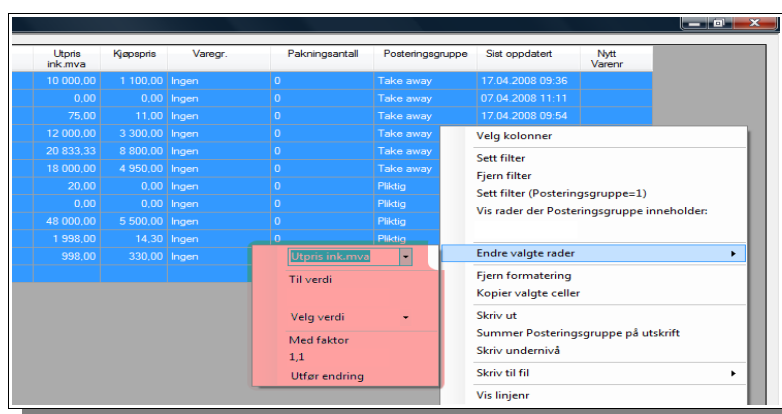 Utpris ink.mva Kjøpspris Varegr. Pakningsantall Posteringsgruppe Sist oppdatert Nytt Varenr
10 000,00 1 100,00 Ingen 0 Take away 17.04.2008 09:36
0,00 0,00 Ingen 0 Take away 07.04.2008 11:11
75,00 11,00 Ingen 0 Take away 17.04.2008 09:54
12 000,00 3 300,00 Ingen 0 Take away
20 833,33 8 800,00 Ingen 0 Take away
18 000,00 4 950,00 Ingen 0 Take away
20,00 0,00 Ingen 0 Pliktig
0,00 0,00 Ingen 0 Pliktig
48 000,00 5 500,00 Ingen 0 Pliktig
1 998,00 14,30 Ingen 0 Pliktig
998,00 330,00 Ingen
Velg kolonner
Sett filter
Fjern filter
Sett filter (Posteringsgruppe=1)
Vis rader der Posteringsgruppe inneholder:
Endre valgte rader
Fjern formatering
Kopier valgte celler
Skriv ut
Summer Posteringsgruppe på utskrift
Skriv undernivå
Skriv til fil
Vis linjenr
Utpris ink.mva
Til verdi
Velg verdi
Med faktor
1,1
Utfør endring